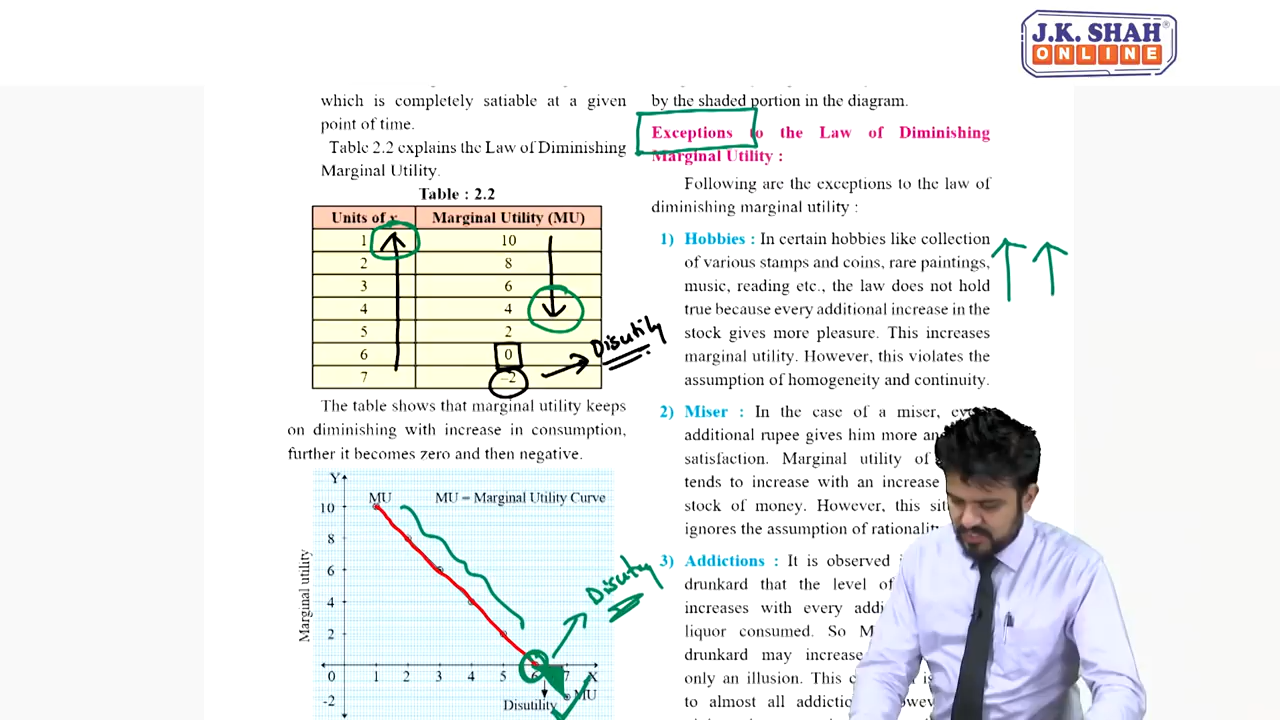 J.K. SHAH®
ONLINE
which is completely satiable at a given
point of time.
Table 2.2 explains the Law of Diminishing
Marginal Utility.
Table : 2.2
Units of x Marginal Utility (MU)
1 10
2 8
3 6
4 4
5 2
6 0
7 -2
Disutility
The table shows that marginal utility keeps
on diminishing with increase in consumption,
further it becomes zero and then negative.
Y
MU MU = Marginal Utility Curve
10
8
6
4
2
0 1 2 3 4 5 6 7 X
-2
Marginal utility
MU
Disutility
by the shaded portion in the diagram.
Exceptions to the Law of Diminishing
Marginal Utility :
Following are the exceptions to the law of
diminishing marginal utility :
1) Hobbies : In certain hobbies like collection
of various stamps and coins, rare paintings,
music, reading etc., the law does not hold
true because every additional increase in the
stock gives more pleasure. This increases
marginal utility. However, this violates the
assumption of homogeneity and continuity.
2) Miser : In the case of a miser,
additional rupee gives him more
satisfaction. Marginal utility of
tends to increase with an increase
stock of money. However, this
ignores the assumption of
3) Addictions : It is observed
drunkard that the level of
increases with every
liquor consumed. So
drunkard may increase
only an illusion. This
to almost all